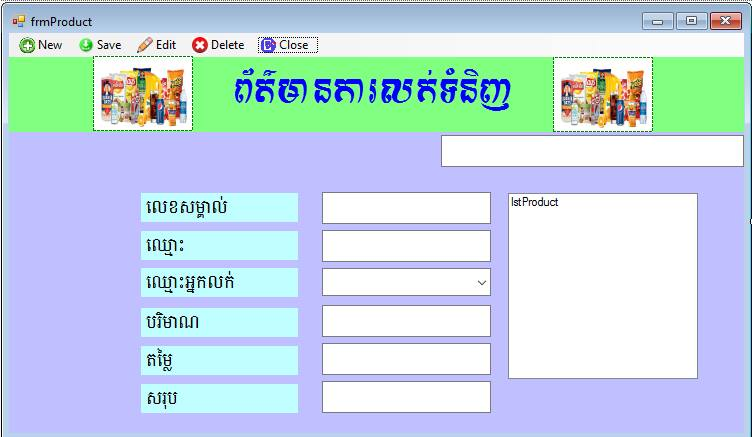 frmProduct
New Save Edit Delete Close
ព័ត៌មានការលក់ទំនិញ
លេខសម្គាល់
ឈ្មោះ
ឈ្មោះអ្នកលក់
បរិមាណ
តម្លៃ
សរុប
lstProduct